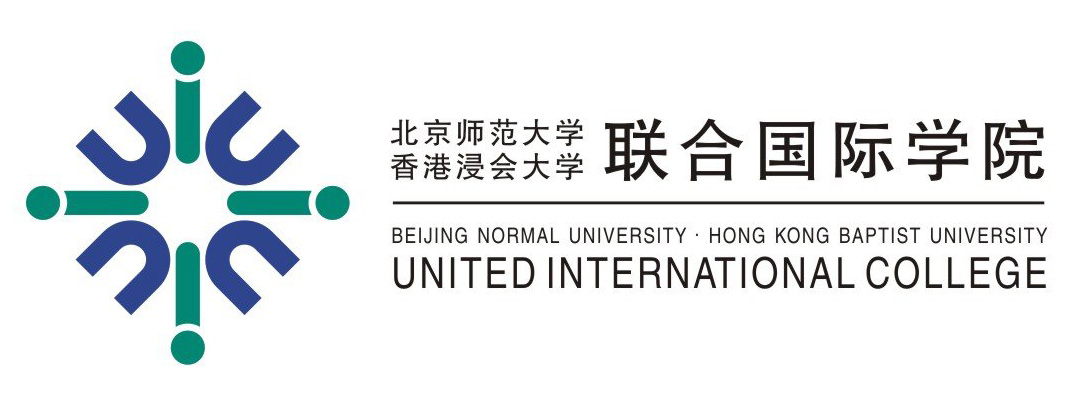 北京师范大学
香港浸会大学
联合国际学院
BEIJING NORMAL UNIVERSITY · HONG KONG BAPTIST UNIVERSITY
UNITED INTERNATIONAL COLLEGE